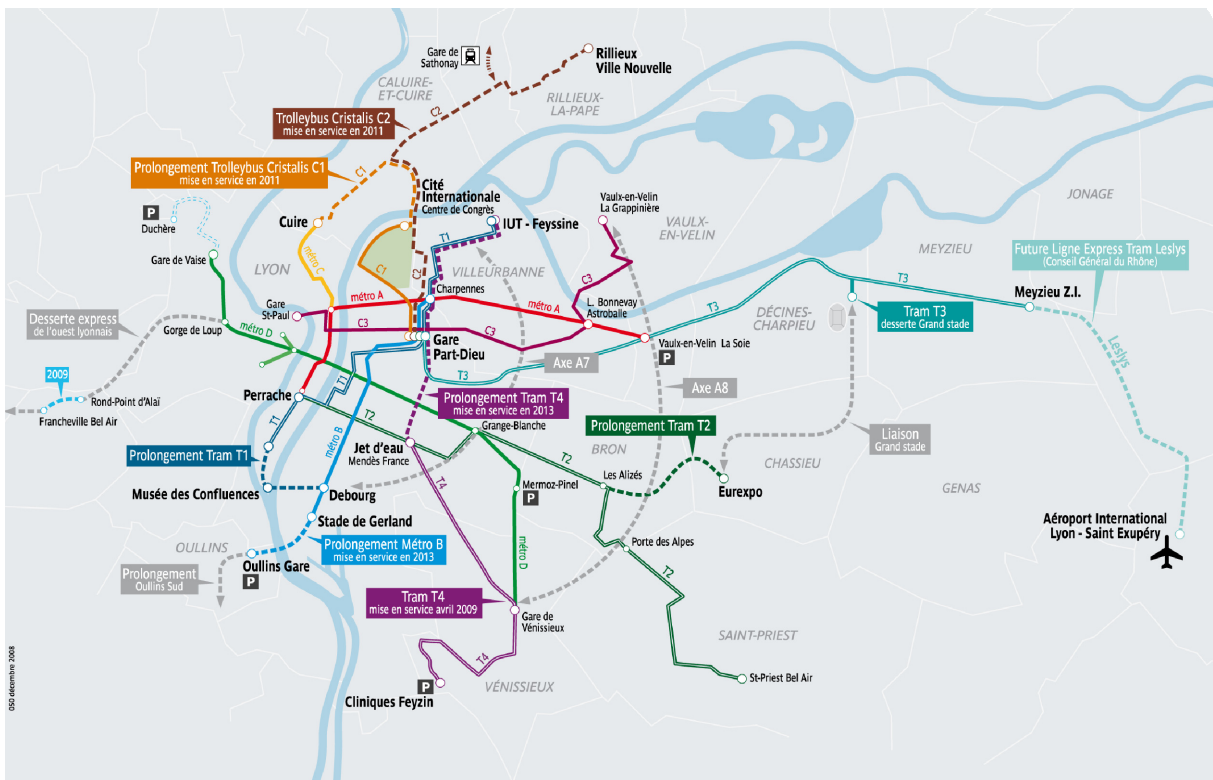 Gare de
Sathonay
Rillieux
Ville Nouvelle
CALUIRE-
ET-CUIRE
RILLIEUX-
LA-PAPE
C2
Trolleybus Cristalis C2
mise en service en 2011
Prolongement Trolleybus Cristalis C1
mise en service en 2011
C1
Cité
Internationale
Centre de Congrès
P
Duchère
Cuire
IUT - Feyssine
T1
Vaulx-en-Velin
La Grappinière
JONAGE
VAULX-
EN-VELIN
MEYZIEU
Future Ligne Express Tram Leslys
(Conseil Général du Rhône)
Gare de Vaise
LYON
métro C
C1
C2
VILLEURBANNE
C3
T3
T3
Meyzieu Z.I.
Charpennes
métro A
métro A
Gare
St-Paul
L. Bonnevay
Astroballe
DÉCINES-
CHARPIEU
Tram T3
desserte Grand stade
Desserte express
de l'ouest lyonnais
Gorge de Loup
métro D
C3
C3
T3
Gare
Part-Dieu
Vaulx-en-Velin La Soie
P
Leslys
Axe A7
2009
T1
T3
Axe A8
Rond-Point d'Alaï
Francheville Bel Air
Perrache
Prolongement Tram T4
mise en service en 2013
T1
T2
métro B
Grange-Blanche
Prolongement Tram T2
Liaison
Grand stade
Prolongement Tram T1
Jet d'eau
Mendès France
BRON
T2
CHASSIEU
Les Alizés
Eurexpo
GENAS
Musée des Confluences
Debourg
T4
Mermoz-Pinel
P
Stade de Gerland
Aéroport International
Lyon - Saint Exupéry
OULLINS
Prolongement Métro B
mise en service en 2013
métro D
Porte des Alpes
Oullins Gare
P
Prolongement
Oullins Sud
T2
Tram T4
mise en service avril 2009
Gare de
Vénissieux
SAINT-PRIEST
T4
P
Cliniques Feyzin
VÉNISSIEUX
St-Priest Bel Air
050 décembre 2008